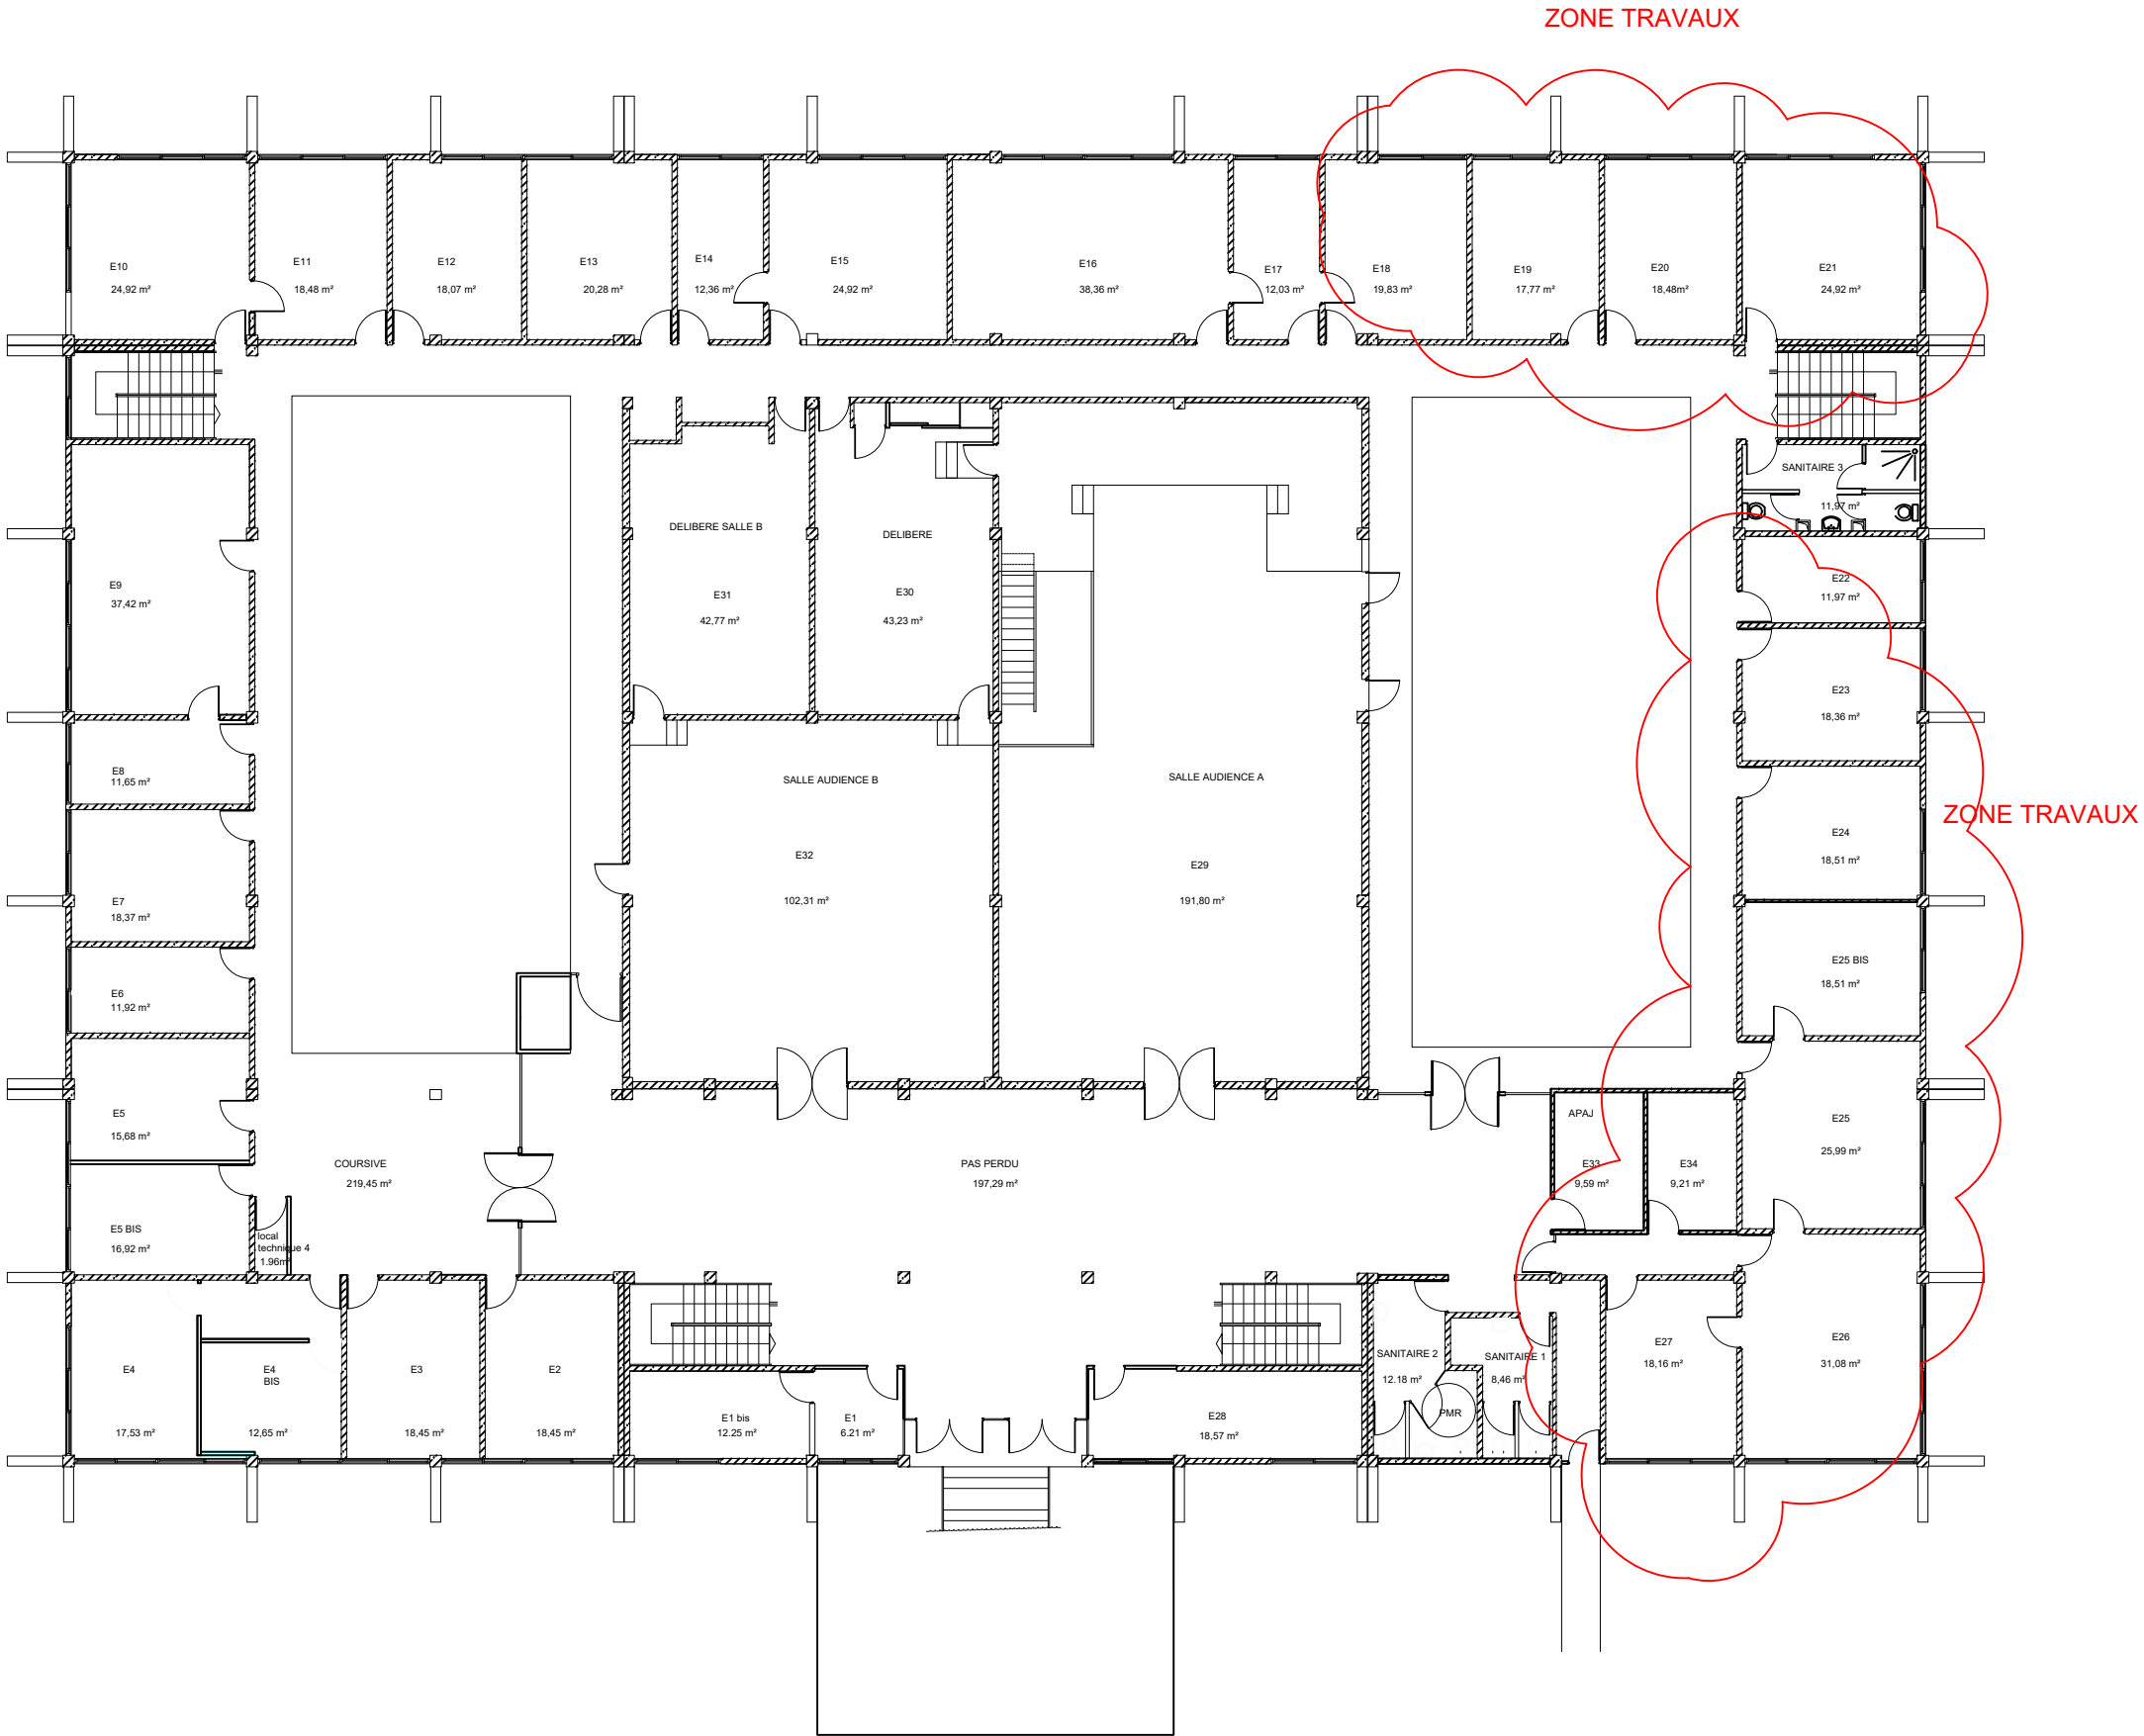 ZONE TRAVAUX
E10
24,92 m²
E11
18,48 m²
E12
18,07 m²
E13
20,28 m²
E14
12,36 m²
E15
24,92 m²
E16
38,36 m²
E17
12,03 m²
E18
19,83 m²
E19
17,77 m²
E20
18,48m²
E21
24,92 m²
SANITAIRE 3
11,97 m²
DELIBERE SALLE B
E31
42,77 m²
DELIBERE
E30
43,23 m²
E9
37,42 m²
E22
11,97 m²
E23
18,36 m²
E8
11,65 m²
SALLE AUDIENCE B
E32
102,31 m²
SALLE AUDIENCE A
E29
191,80 m²
ZONE TRAVAUX
E24
18,51 m²
E7
18,37 m²
E25 BIS
18,51 m²
E6
11,92 m²
E5
15,68 m²
COURSIVE
219,45 m²
PAS PERDU
197,29 m²
APAJ
E33
9,59 m²
E34
9,21 m²
E25
25,99 m²
E5 BIS
16,92 m²
local
technique 4
1.96m²
E4
17,53 m²
E4
BIS
12,65 m²
E3
18,45 m²
E2
18,45 m²
E1 bis
12.25 m²
E1
6.21 m²
E28
18,57 m²
SANITAIRE 2
12.18 m²
SANITAIRE 1
8,46 m²
PMR
E27
18,16 m²
E26
31,08 m²